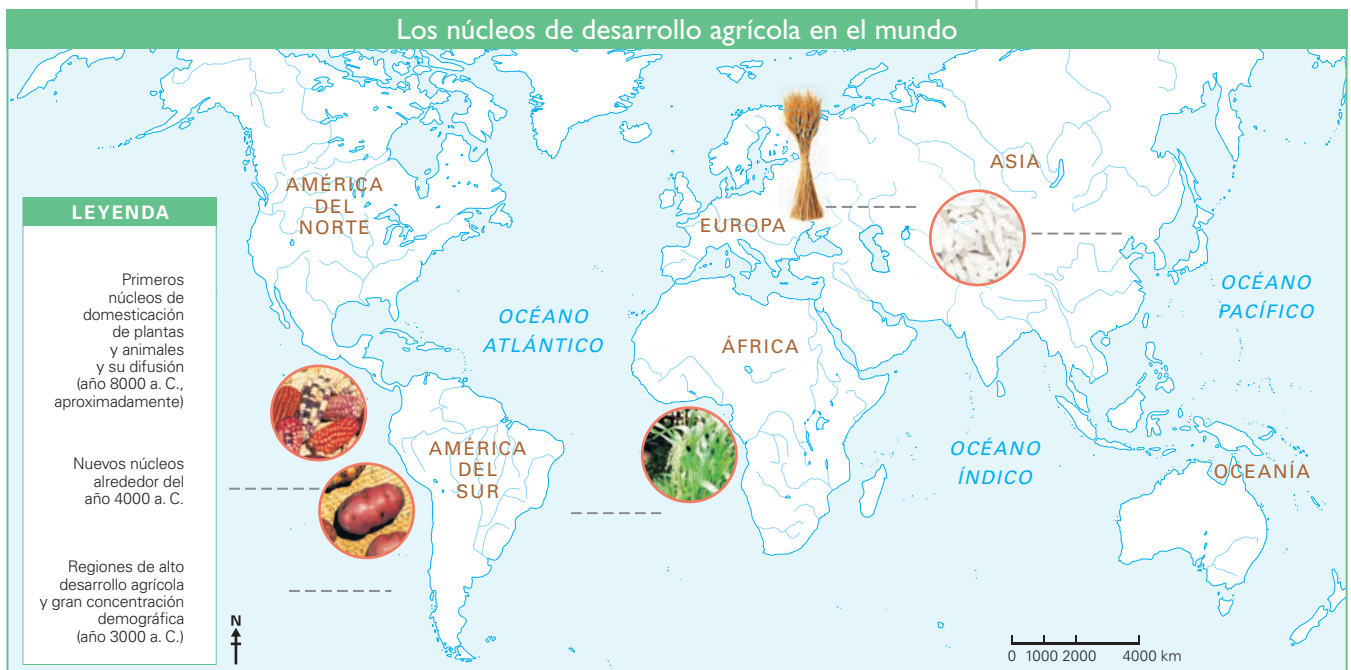 Los núcleos de desarrollo agrícola en el mundo
AMÉRICA
DEL
NORTE
EUROPA
ASIA
OCÉANO
PACÍFICO
OCÉANO
ATLÁNTICO
ÁFRICA
AMÉRICA
DEL
SUR
OCÉANO
ÍNDICO
OCEANÍA
LEYENDA
Primeros
núcleos de
domesticación
de plantas
y animales
y su difusión
(año 8000 a. C.,
aproximadamente)
Nuevos núcleos
alrededor del
año 4000 a. C.
Regiones de alto
desarrollo agrícola
y gran concentración
demográfica
(año 3000 a. C.)
N
0 1000 2000 4000 km